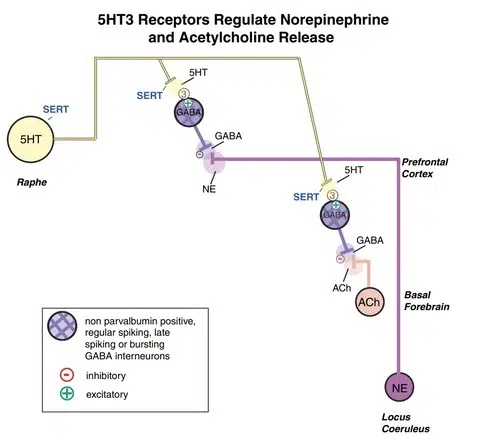 5HT3 Receptors Regulate Norepinephrine
and Acetylcholine Release
5HT
SERT
3
GABA
SERT
5HT
Raphe
GABA
NE
Prefrontal
Cortex
5HT
SERT
3
GABA
GABA
ACh
ACh
Basal
Forebrain
non parvalbumin positive,
regular spiking, late
spiking or bursting
GABA interneurons
inhibitory
excitatory
NE
Locus
Coeruleus